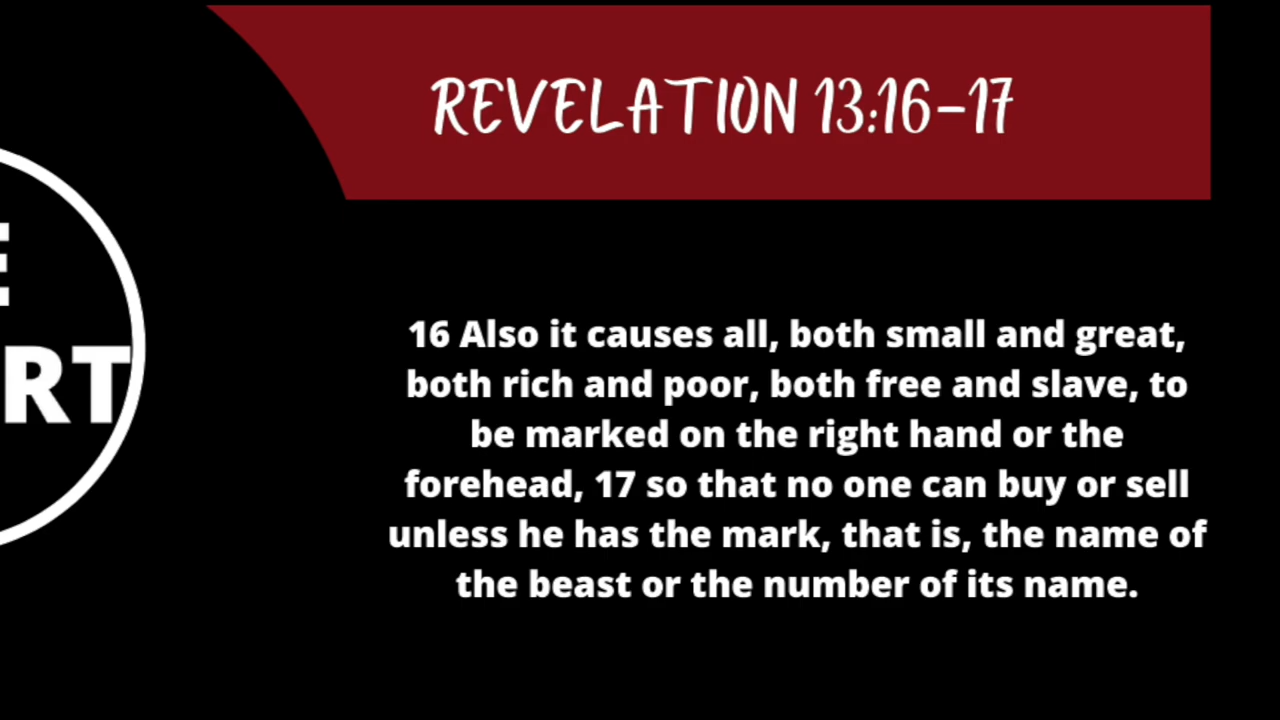 REVELATION 13:16-17
E
RT
16 Also it causes all, both small and great,
both rich and poor, both free and slave, to
be marked on the right hand or the
forehead, 17 so that no one can buy or sell
unless he has the mark, that is, the name of
the beast or the number of its name.